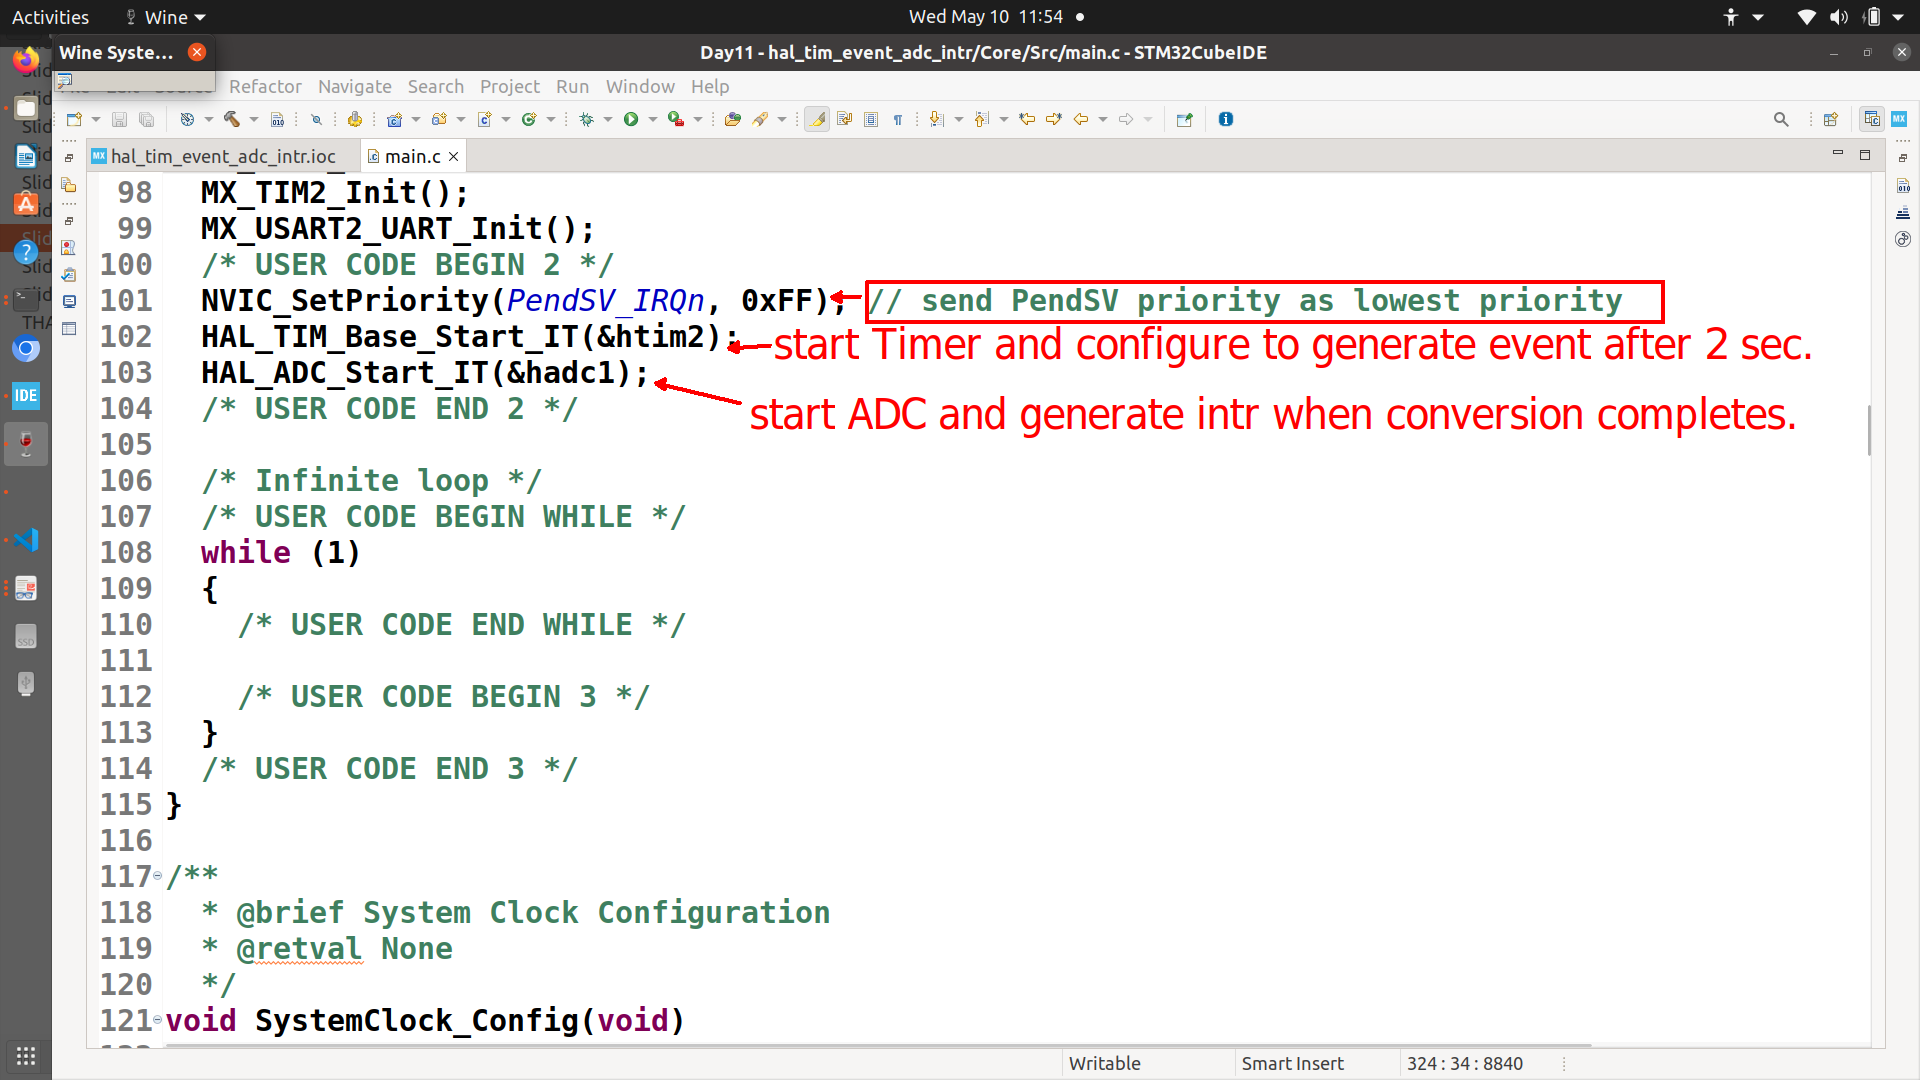 Activities Wine Wed May 10 11:54
Wine Syste... Day11 - hal_tim_event_adc_intr/Core/Src/main.c - STM32CubeIDE
Refactor Navigate Search Project Run Window Help
hal_tim_event_adc_intr.ioc main.c
98 MX_TIM2_Init();
99 MX_USART2_UART_Init();
100 /* USER CODE BEGIN 2 */
101 NVIC_SetPriority(PendSV_IRQn, 0xFF); // send PendSV priority as lowest priority
102 HAL_TIM_Base_Start_IT(&htim2);
start Timer and configure to generate event after 2 sec.
103 HAL_ADC_Start_IT(&hadc1);
start ADC and generate intr when conversion completes.
104 /* USER CODE END 2 */
105
106 /* Infinite loop */
107 /* USER CODE BEGIN WHILE */
108 while (1)
109 {
110 /* USER CODE END WHILE */
111
112 /* USER CODE BEGIN 3 */
113 }
114 /* USER CODE END 3 */
115 }
116
117 /**
118 * @brief System Clock Configuration
119 * @retval None
120 */
121 void SystemClock_Config(void)
Writable Smart Insert 324 : 34 : 8840